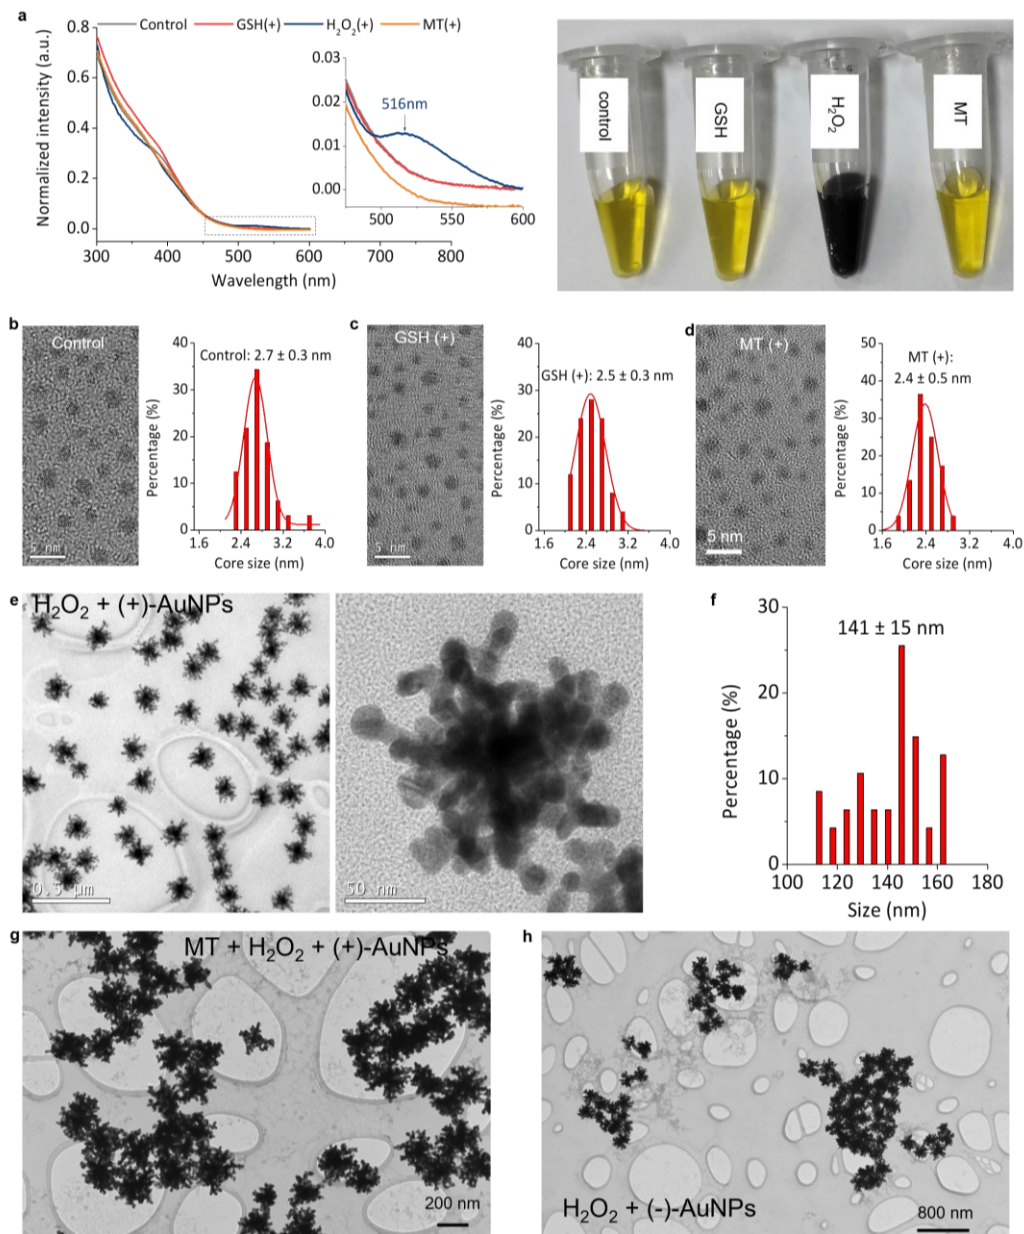 a
Control
GSH(+)
H₂O₂(+)
MT(+)
Normalized intensity (a.u.)
0.8
0.6
0.4
0.2
0.0
300
400
500
600
700
800
Wavelength (nm)
0.03
0.02
0.01
0.00
516nm
500
550
600
control
GSH
H₂O₂
MT
b
Control
5 nm
Control: 2.7 ± 0.3 nm
Percentage (%)
40
30
20
10
0
1.6
2.4
3.2
4.0
Core size (nm)
c
GSH (+)
5 nm
GSH (+): 2.5 ± 0.3 nm
Percentage (%)
40
30
20
10
0
1.6
2.4
3.2
4.0
Core size (nm)
d
MT (+)
5 nm
MT (+):
2.4 ± 0.5 nm
Percentage (%)
50
40
30
20
10
0
1.6
2.4
3.2
4.0
Core size (nm)
e
H₂O₂ + (+)-AuNPs
0.5 µm
50 nm
f
141 ± 15 nm
Percentage (%)
30
20
10
0
100
120
140
160
180
Size (nm)
g
MT + H₂O₂ + (+)-AuNPs
200 nm
h
H₂O₂ + (-)-AuNPs
800 nm